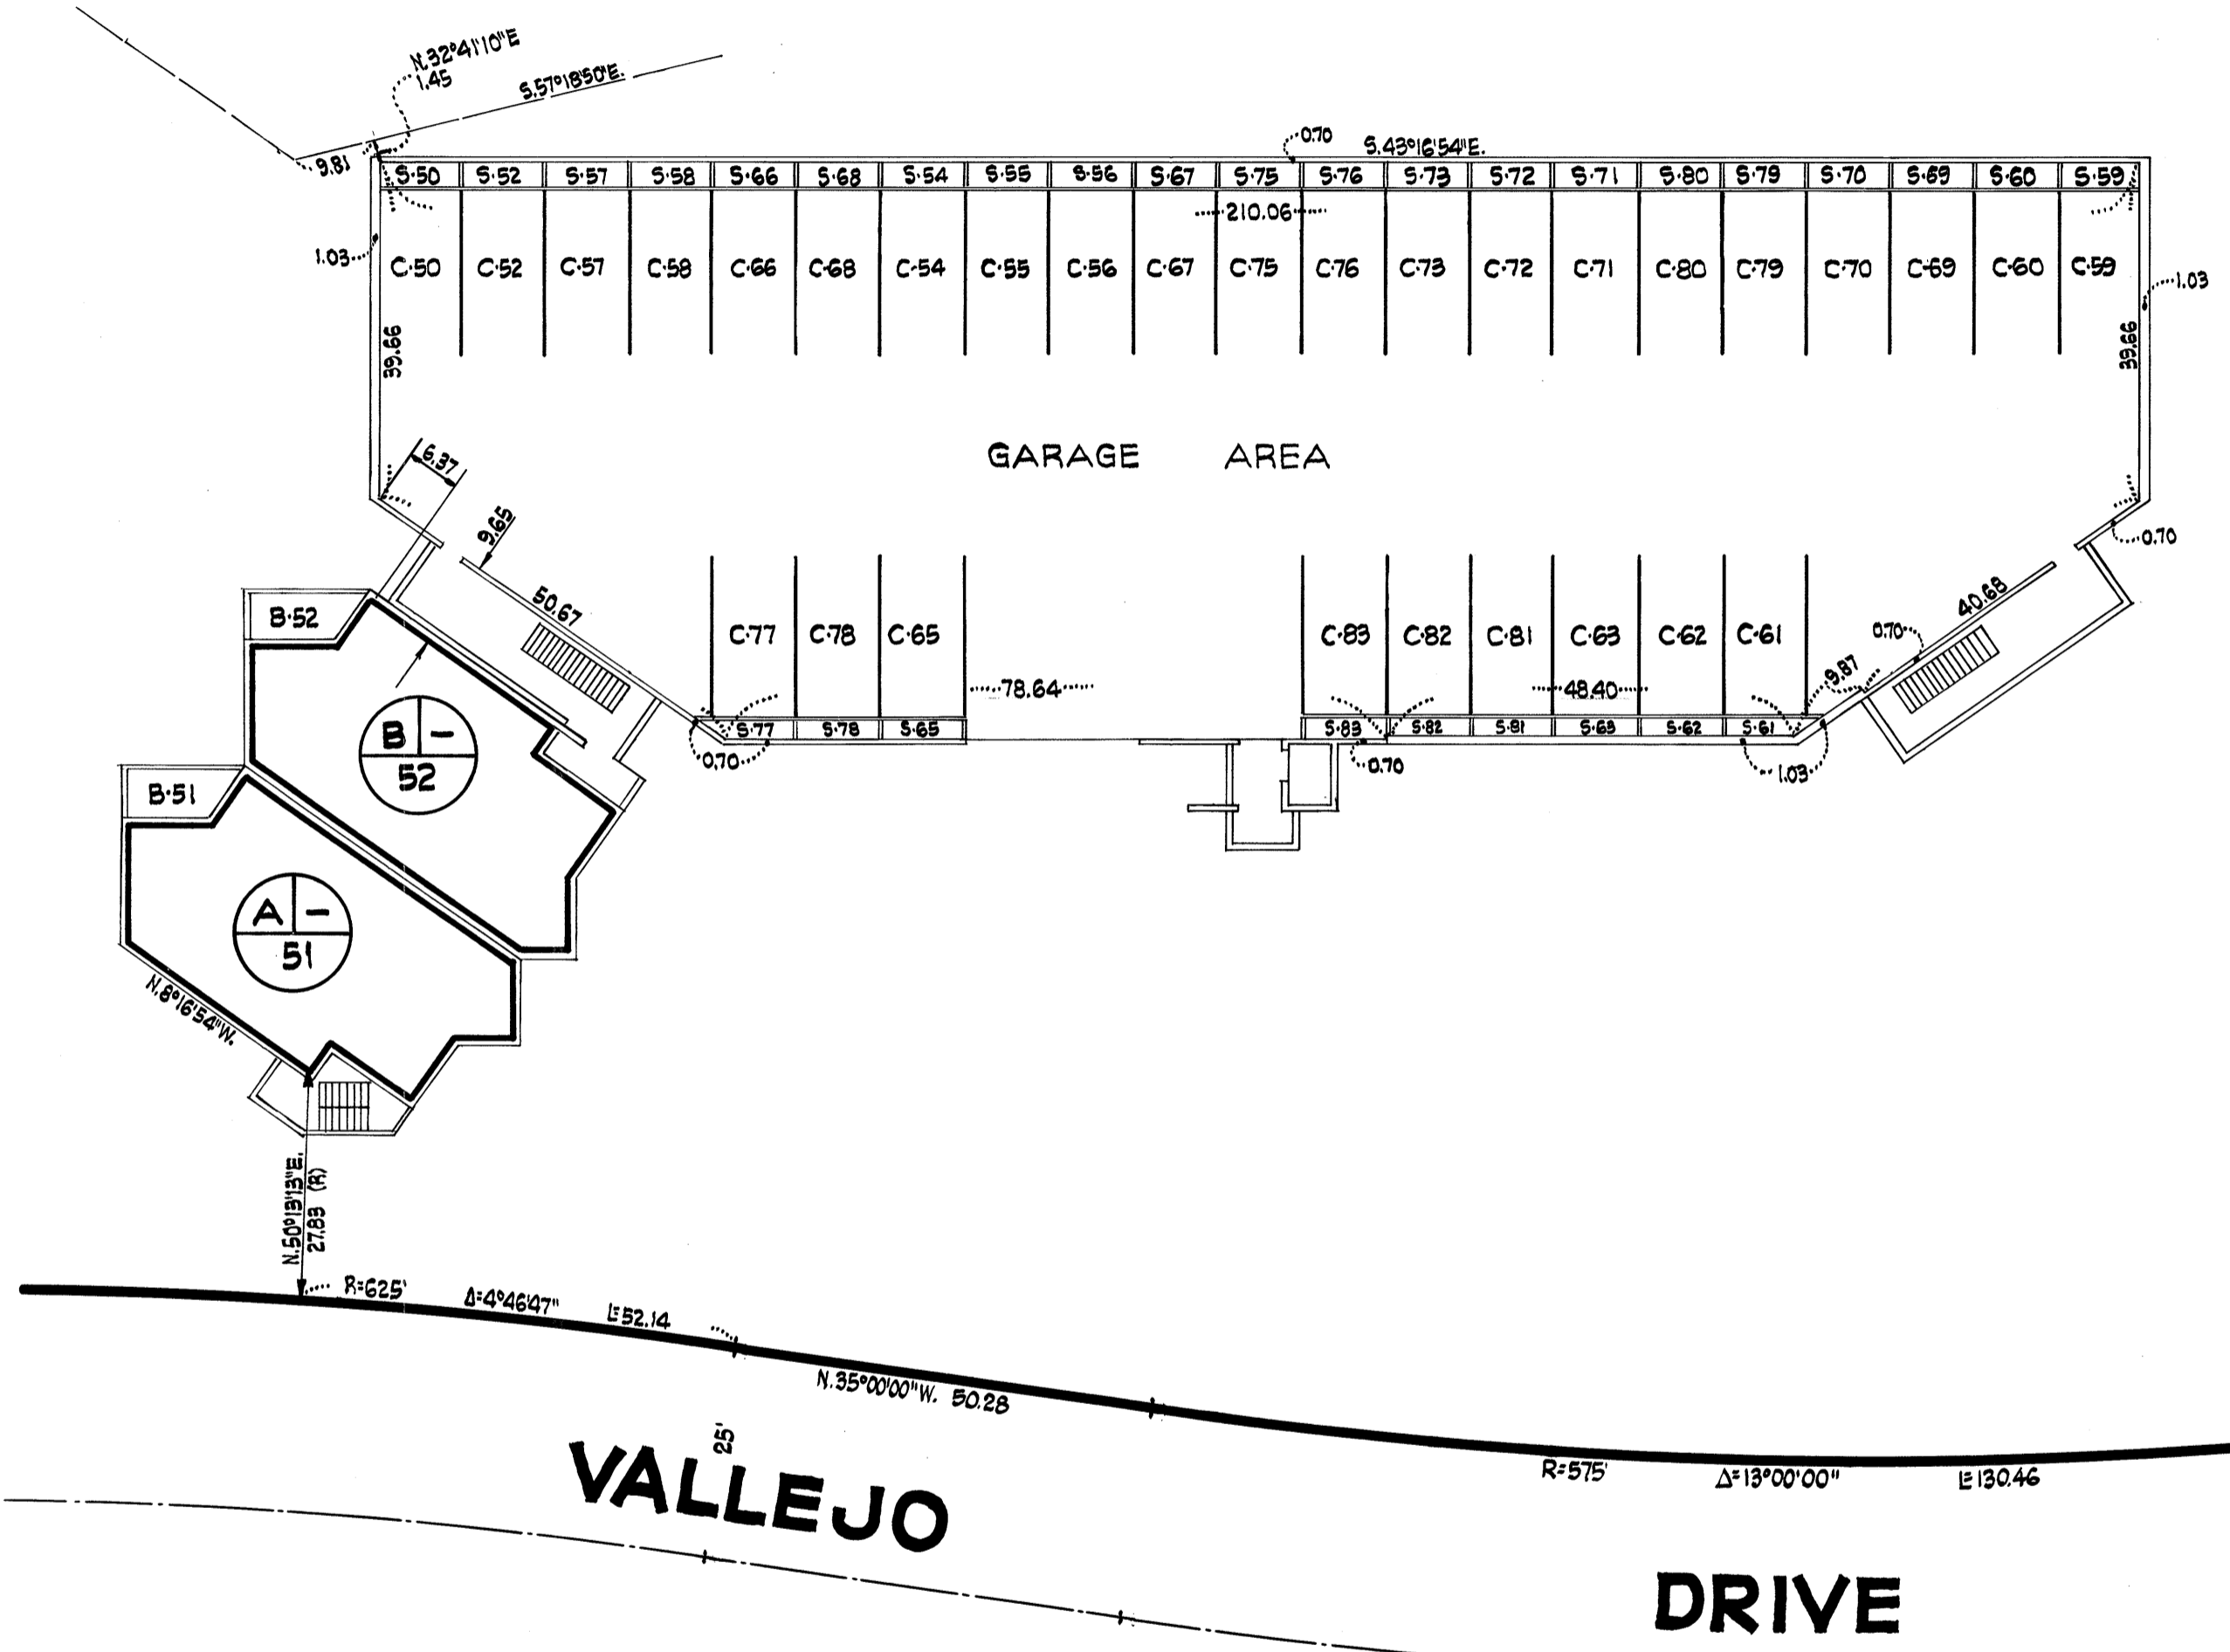 N.32°41'10"E
1.45
S.57°18'50"E.
9.81
0.70
S.43°16'54"E.
S·50 S·52 S·57 S·58 S·66 S·68 S·54 S·55 S·56 S·67 S·75 S·76 S·73 S·72 S·71 S·80 S·79 S·70 S·69 S·60 S·59
210.06
1.03
C·50 C·52 C·57 C·58 C·66 C·68 C·54 C·55 C·56 C·67 C·75 C·76 C·73 C·72 C·71 C·80 C·79 C·70 C·69 C·60 C·59
1.03
39.66
39.66
GARAGE AREA
6.37
9.65
0.70
50.67
40.68
B·52
C·77 C·78 C·65
C·83 C·82 C·81 C·63 C·62 C·61
0.70
9.87
78.64
48.40
S·77 S·78 S·65
S·83 S·82 S·81 S·63 S·62 S·61
0.70
0.70
1.03
B –
52
B·51
A –
51
N.8°16'54"W.
N.50°13'13"E.
27.83 (R)
R=625' Δ=4°46'47" L=52.14
N.35°00'00"W. 50.28
25'
R=575' Δ=13°00'00" L=130.46
VALLEJO
DRIVE